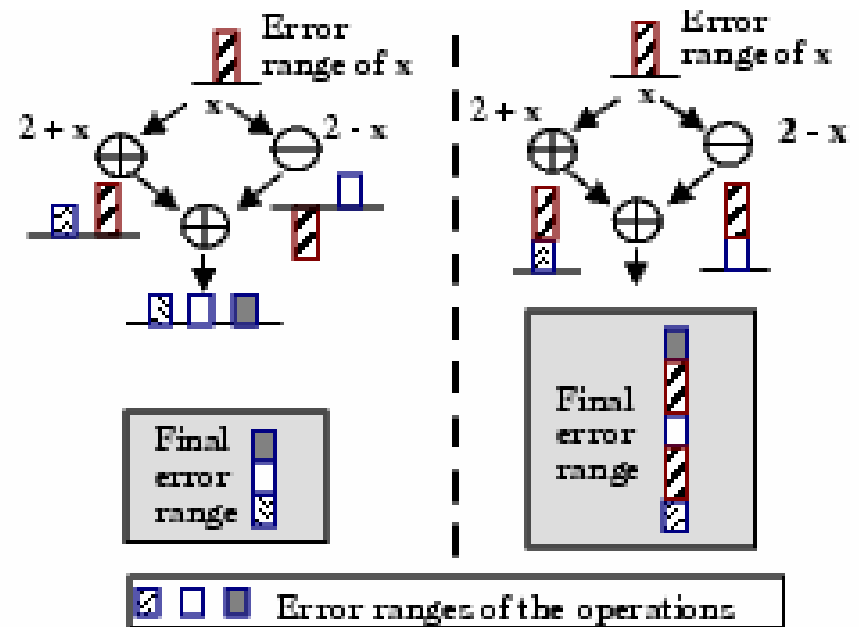 Error
range of x
x
2 + x
2 - x
Final
error
range
Error
range of x
x
2 + x
2 - x
Final
error
range
Error ranges of the operations